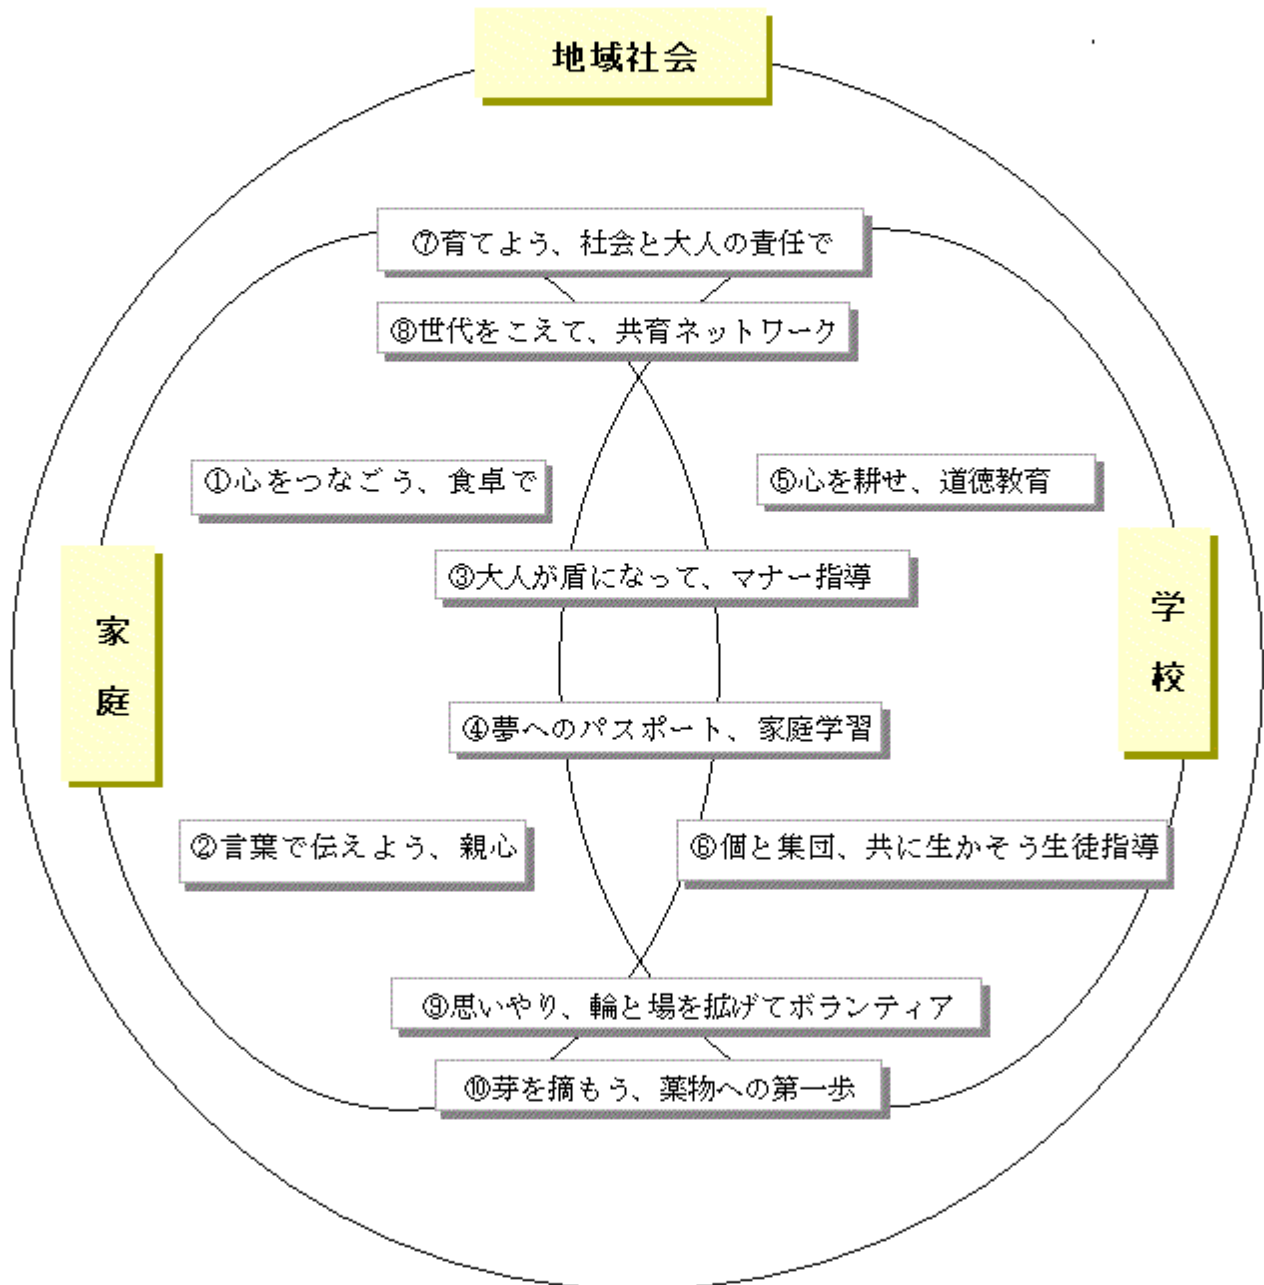 地域社会
⑦育てよう、社会と大人の責任で
⑧世代をこえて、共育ネットワーク
①心をつなごう、食卓で
⑤心を耕せ、道徳教育
③大人が盾になって、マナー指導
家庭
学校
④夢へのパスポート、家庭学習
②言葉で伝えよう、親心
⑥個と集団、共に生かそう生徒指導
⑨思いやり、輪と場を拡げてボランティア
⑩芽を摘もう、薬物への第一歩